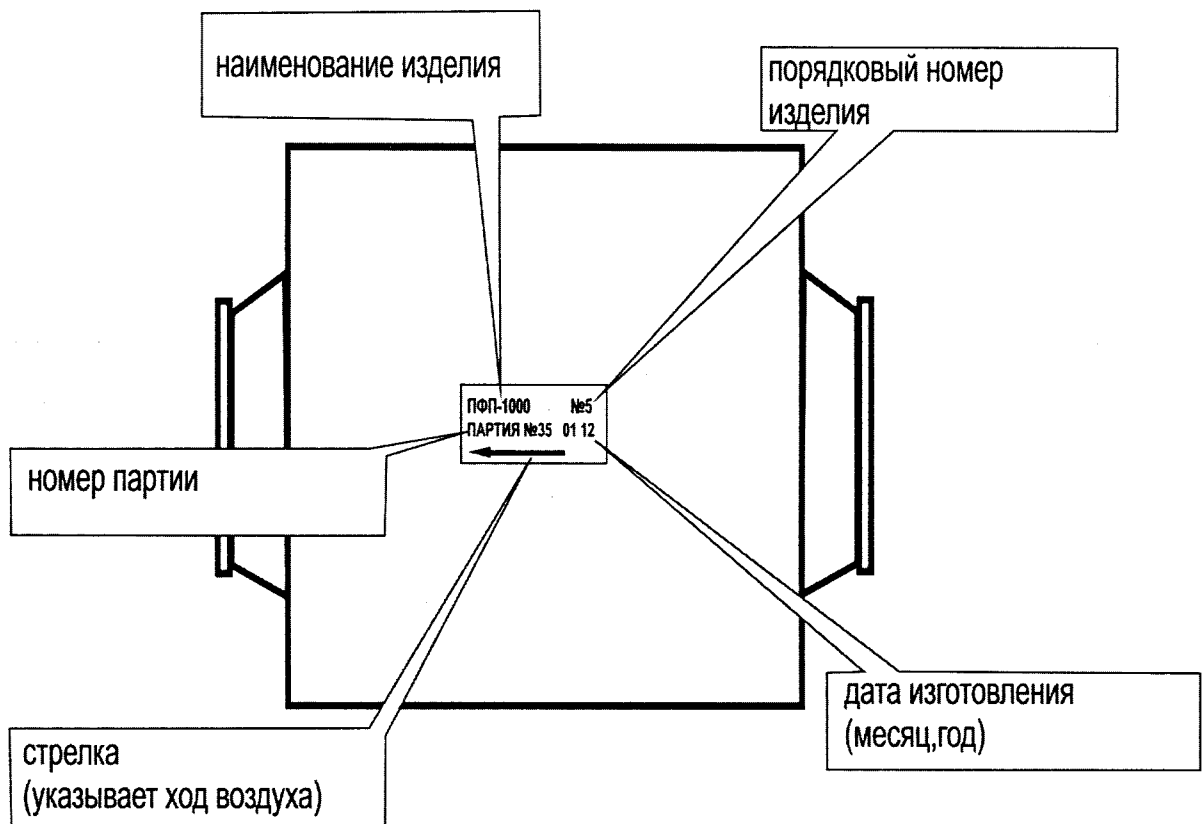 наименование изделия
порядковый номер
изделия
ПФП-1000 №5
ПАРТИЯ №35 01 12
номер партии
дата изготовления
(месяц,год)
стрелка
(указывает ход воздуха)